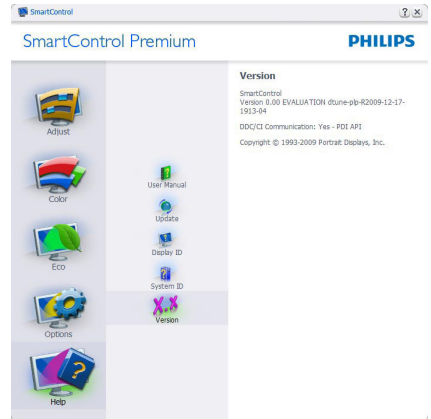 SmartControl
SmartControl Premium
PHILIPS
Adjust
Color
Eco
Options
Help
User Manual
Update
Display ID
System ID
X.X
Version
Version
SmartControl
Version 0.00 EVALUATION dtune-plp-R2009-12-17-
1913-04
DDC/CI Communication: Yes - PDI API
Copyright © 1993-2009 Portrait Displays, Inc.